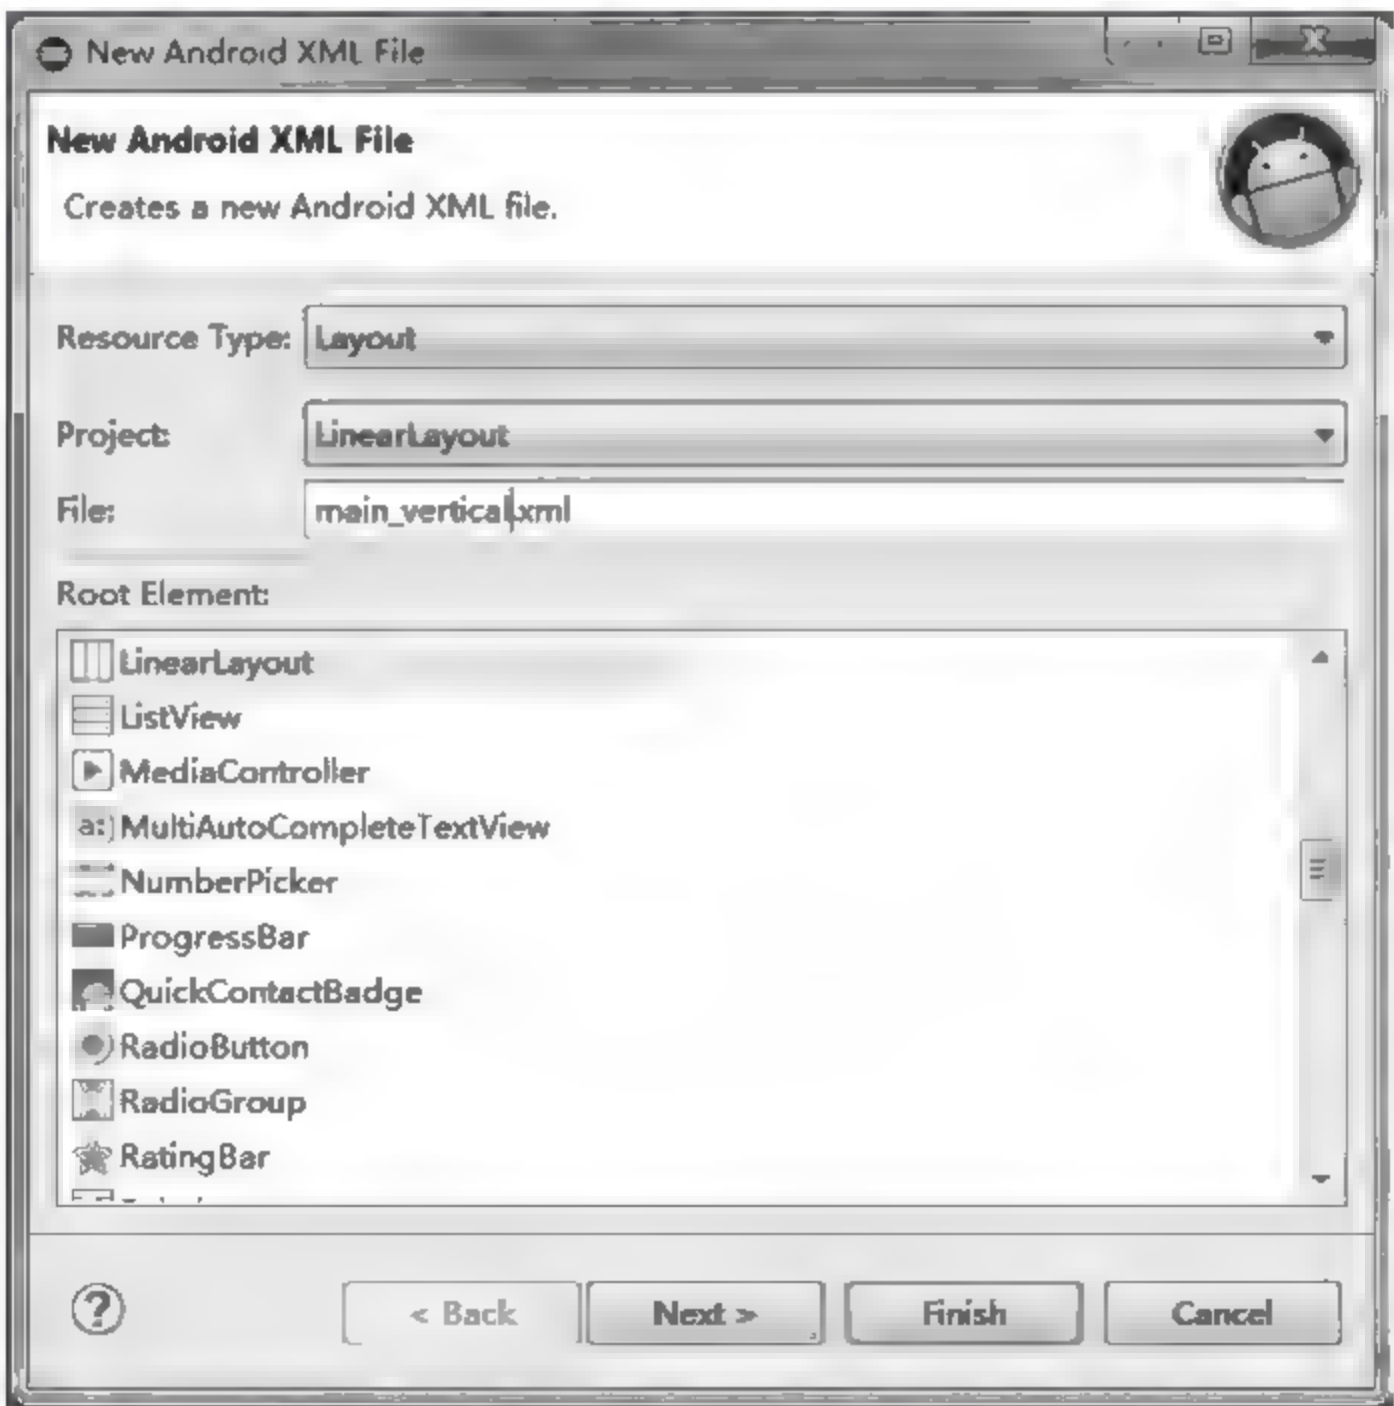 New Android XML File
New Android XML File
Creates a new Android XML file.
Resource Type: Layout
Project: LinearLayout
File: main_vertical.xml
Root Element:
LinearLayout
ListView
MediaController
a: MultiAutoCompleteTextView
NumberPicker
ProgressBar
QuickContactBadge
RadioButton
RadioGroup
RatingBar
? < Back Next > Finish Cancel